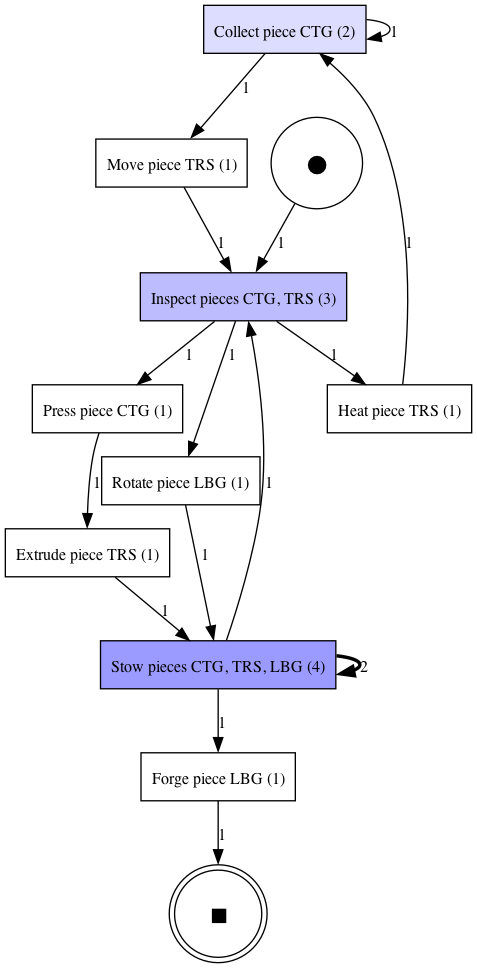 Collect piece CTG (2)
1
1
Move piece TRS (1)
1
1
1
Inspect pieces CTG, TRS (3)
1
1
1
Press piece CTG (1)
Heat piece TRS (1)
1
Rotate piece LBG (1)
1
Extrude piece TRS (1)
1
1
Stow pieces CTG, TRS, LBG (4)
2
1
Forge piece LBG (1)
1